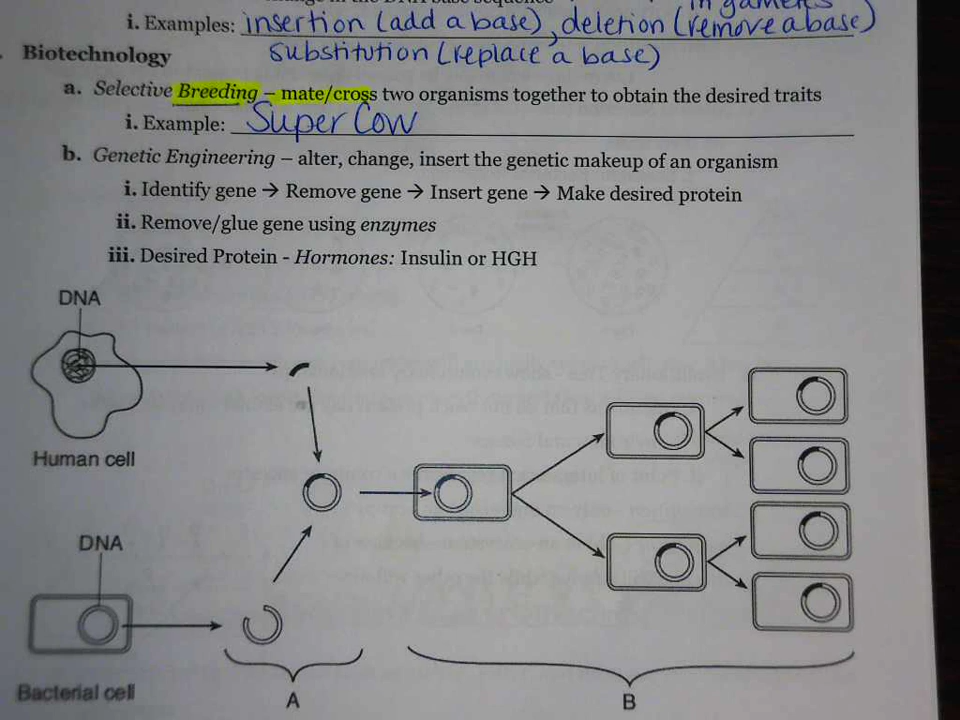 in gametes
i. Examples: insertion (add a base), deletion (remove a base)
substitution (replace a base)
Biotechnology
a. Selective Breeding – mate/cross two organisms together to obtain the desired traits
i. Example: Super Cow
b. Genetic Engineering – alter, change, insert the genetic makeup of an organism
i. Identify gene → Remove gene → Insert gene → Make desired protein
ii. Remove/glue gene using enzymes
iii. Desired Protein - Hormones: Insulin or HGH
DNA
Human cell
DNA
Bacterial cell
A
B